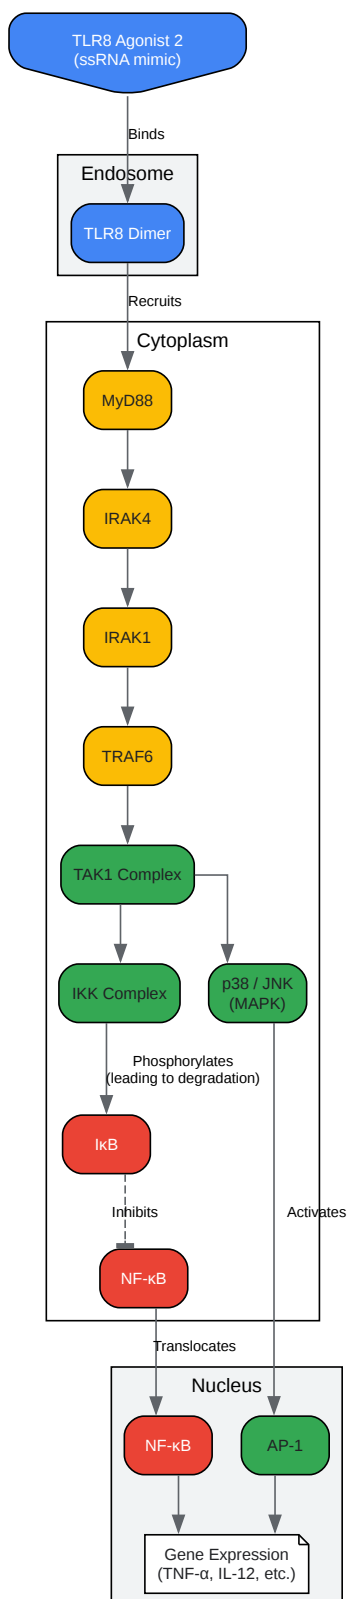 TLR8 Agonist 2
(ssRNA mimic)
Binds
Endosome
TLR8 Dimer
Recruits
Cytoplasm
MyD88
IRAK4
IRAK1
TRAF6
TAK1 Complex
IKK Complex
p38 / JNK
(MAPK)
Phosphorylates
(leading to degradation)
IκB
Inhibits
Activates
NF-κB
Translocates
Nucleus
NF-κB
AP-1
Gene Expression
(TNF-α, IL-12, etc.)